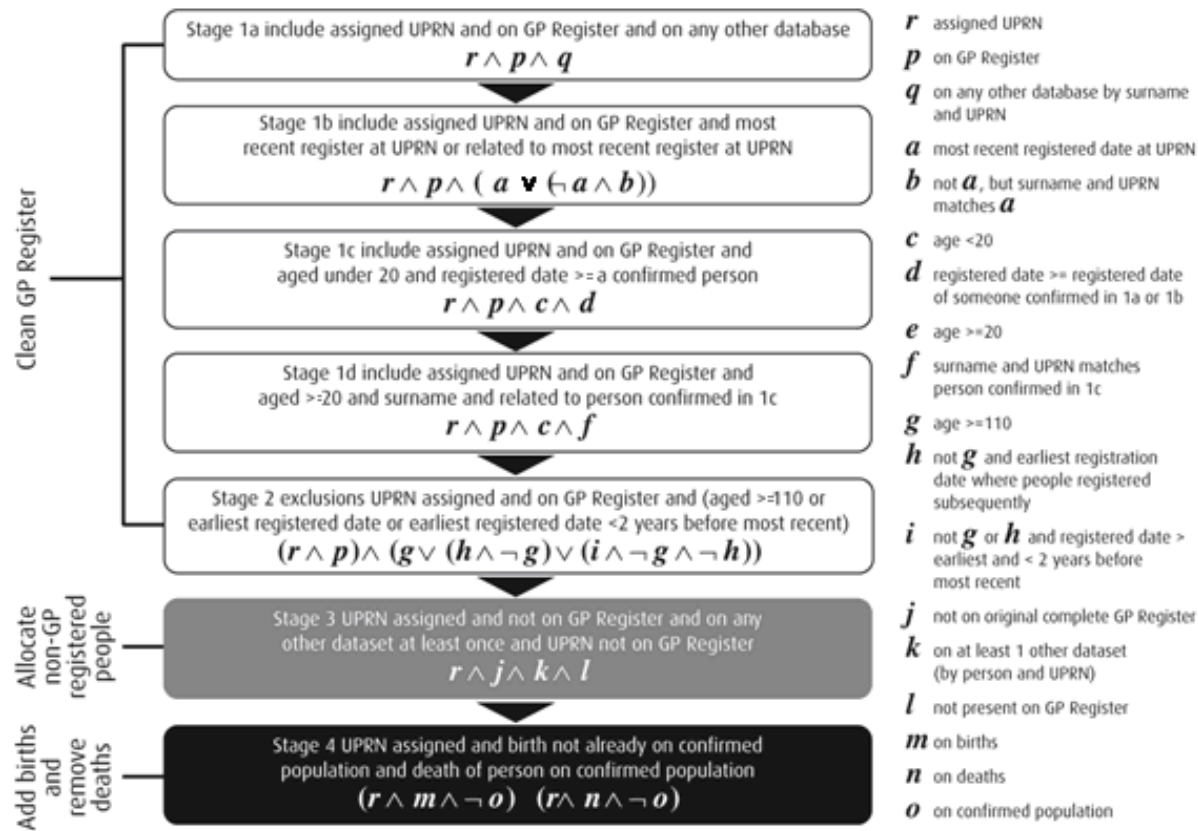 Stage 1a include assigned UPRN and on GP Register and on any other database
r ∧ p ∧ q
Stage 1b include assigned UPRN and on GP Register and most
recent register at UPRN or related to most recent register at UPRN
r ∧ p ∧ ( a ∨ (¬ a ∧ b))
Stage 1c include assigned UPRN and on GP Register and
aged under 20 and registered date >= a confirmed person
r ∧ p ∧ c ∧ d
Stage 1d include assigned UPRN and on GP Register and
aged >=20 and surname and related to person confirmed in 1c
r ∧ p ∧ c ∧ f
Stage 2 exclusions UPRN assigned and on GP Register and (aged >=110 or
earliest registered date or earliest registered date <2 years before most recent)
(r ∧ p) ∧ (g ∨ (h ∧ ¬ g) ∨ (i ∧ ¬ g ∧ ¬ h))
Stage 3 UPRN assigned and not on GP Register and on any
other dataset at least once and UPRN not on GP Register
r ∧ j ∧ k ∧ l
Stage 4 UPRN assigned and birth not already on confirmed
population and death of person on confirmed population
(r ∧ m ∧ ¬ o) (r ∧ n ∧ ¬ o)
Clean GP Register
Allocate
non-GP
registered
people
Add births
and
remove
deaths
r assigned UPRN
p on GP Register
q on any other database by surname
and UPRN
a most recent registered date at UPRN
b not a, but surname and UPRN
matches a
c age <20
d registered date >= registered date
of someone confirmed in 1a or 1b
e age >=20
f surname and UPRN matches
person confirmed in 1c
g age >=110
h not g and earliest registration
date where people registered
subsequently
i not g or h and registered date >
earliest and < 2 years before
most recent
j not on original complete GP Register
k on at least 1 other dataset
(by person and UPRN)
l not present on GP Register
m on births
n on deaths
o on confirmed population